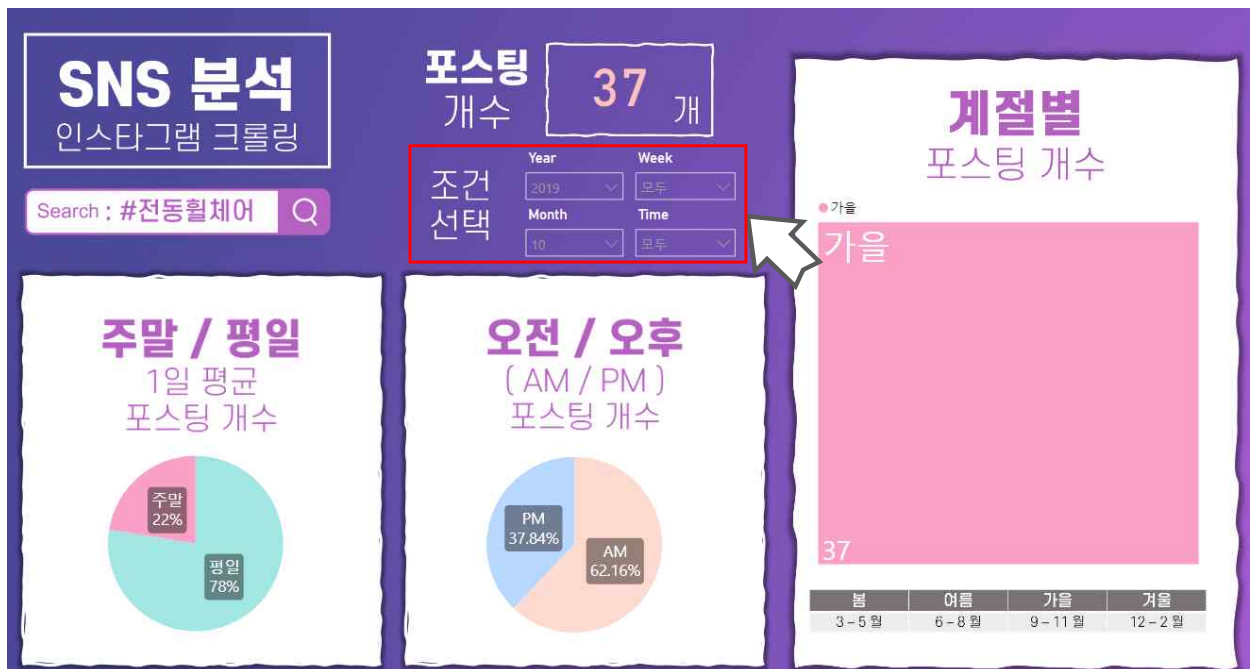 SNS 분석
인스타그램 크롤링
Search : #전동휠체어
포스팅
개수
37 개
조건
선택
Year
2019
Week
모두
Month
10
Time
모두
주말 / 평일
1일 평균
포스팅 개수
주말
22%
평일
78%
오전 / 오후
( AM / PM )
포스팅 개수
PM
37.84%
AM
62.16%
계절별
포스팅 개수
가을
가을
37
봄 여름 가을 겨울
3 – 5 월 6 – 8 월 9 – 11 월 12 – 2 월